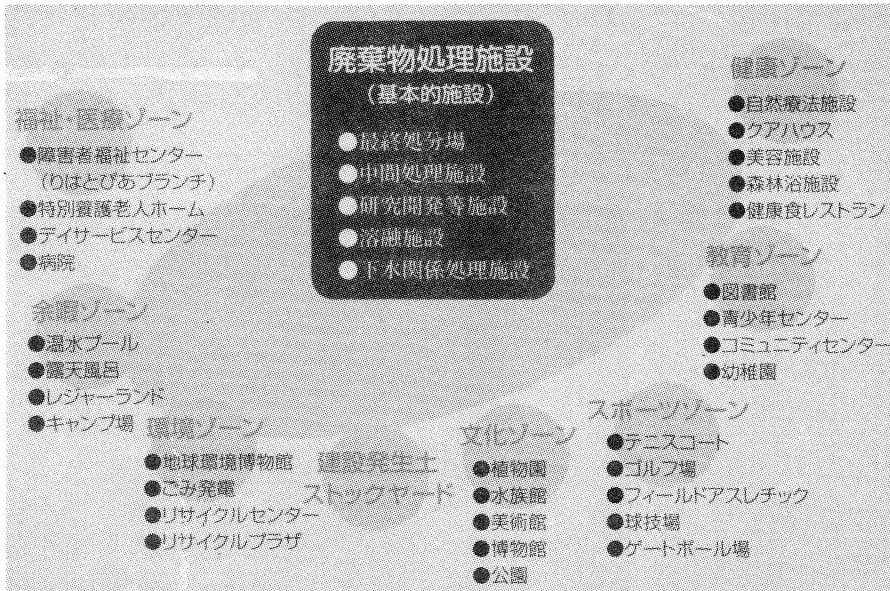 廃棄物処理施設
(基本的施設)
●最終処分場
●中間処理施設
●研究開発等施設
●溶融施設
●下水関係処理施設
福祉・医療ゾーン
●障害者福祉センター
(りはとぴあブランチ)
●特別養護老人ホーム
●デイサービスセンター
●病院
余暇ゾーン
●温水プール
●露天風呂
●レジャーランド
●キャンプ場
環境ゾーン
●地球環境博物館
●ごみ発電
●リサイクルセンター
●リサイクルプラザ
建設発生土
ストックヤード
文化ゾーン
●植物園
●水族館
●美術館
●博物館
●公園
スポーツゾーン
●テニスコート
●ゴルフ場
●フィールドアスレチック
●球技場
●ゲートボール場
教育ゾーン
●図書館
●青少年センター
●コミュニティセンター
●幼稚園
健康ゾーン
●自然療法施設
●クアハウス
●美容施設
●森林浴施設
●健康食レストラン